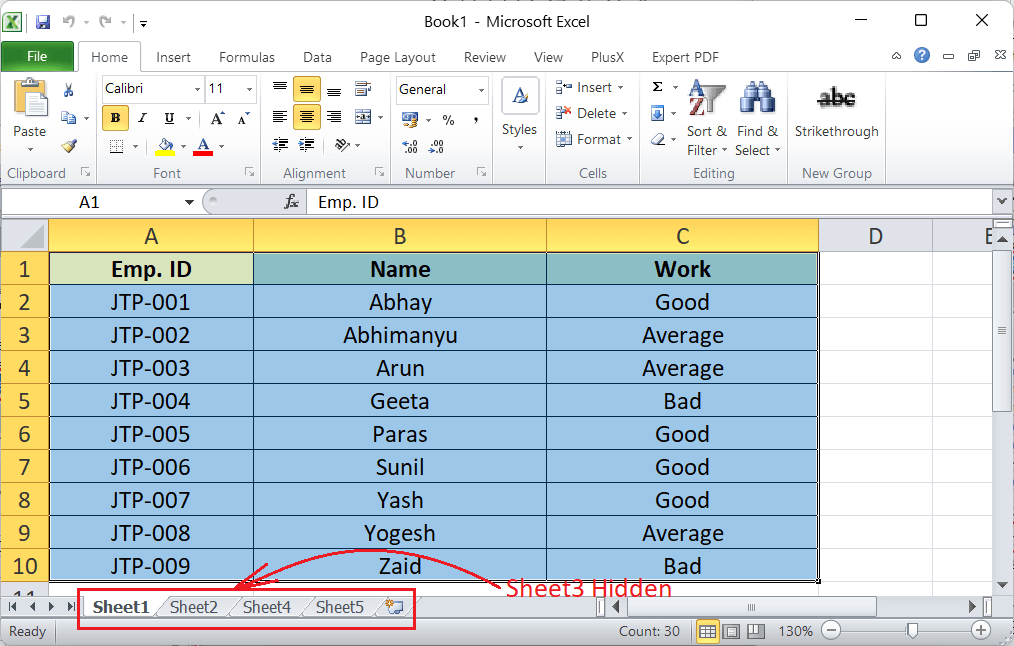 Book1 - Microsoft Excel
File Home Insert Formulas Data Page Layout Review View PlusX Expert PDF
Calibri 11 General Insert Σ abc
Paste B I U A A % , Styles Delete Sort & Find & Strikethrough
A Format Filter Select
Clipboard Font Alignment Number Cells Editing New Group
A1 fx Emp. ID
A B C D E
1 Emp. ID Name Work
2 JTP-001 Abhay Good
3 JTP-002 Abhimanyu Average
4 JTP-003 Arun Average
5 JTP-004 Geeta Bad
6 JTP-005 Paras Good
7 JTP-006 Sunil Good
8 JTP-007 Yash Good
9 JTP-008 Yogesh Average
10 JTP-009 Zaid Bad
11
Sheet3 Hidden
Sheet1 Sheet2 Sheet4 Sheet5
Ready Count: 30 130%